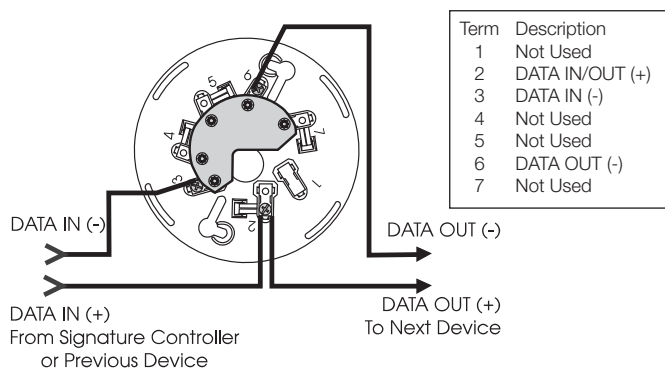 Term Description
1 Not Used
2 DATA IN/OUT (+)
3 DATA IN (-)
4 Not Used
5 Not Used
6 DATA OUT (-)
7 Not Used
6
5
4
7
3
1
2
DATA IN (-)
DATA OUT (-)
DATA IN (+)
From Signature Controller
or Previous Device
DATA OUT (+)
To Next Device